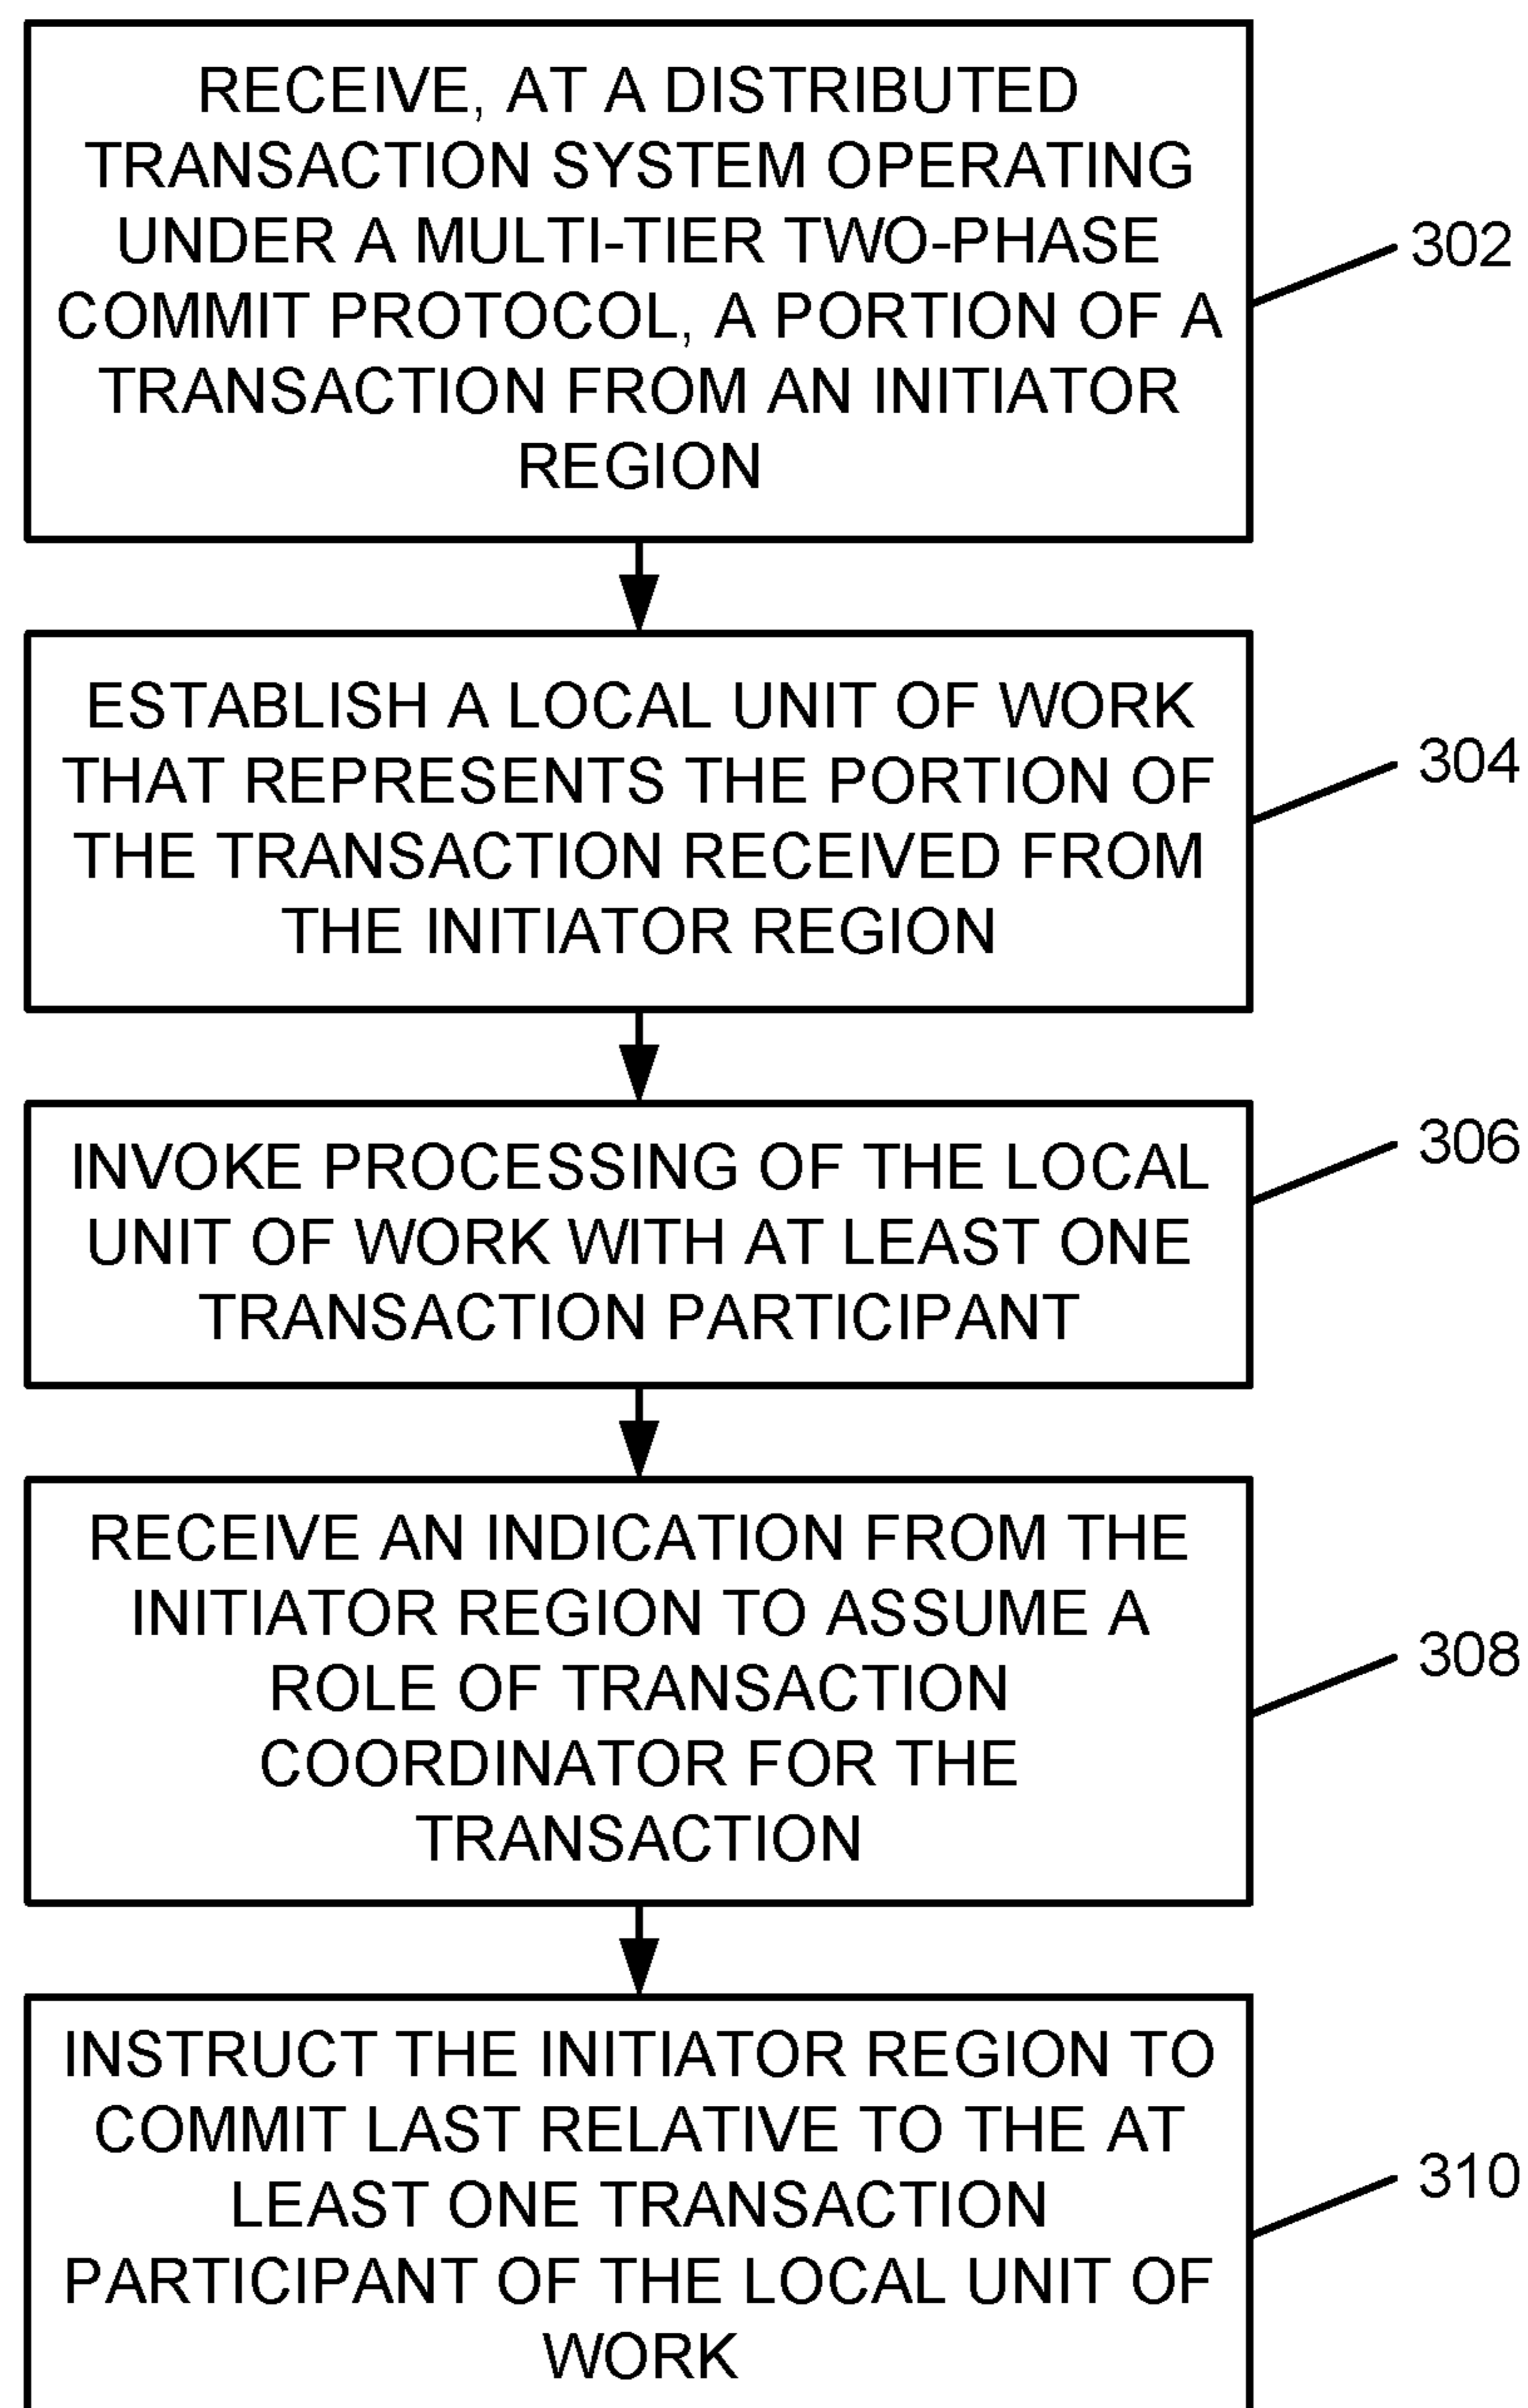 RECEIVE, AT A DISTRIBUTED
TRANSACTION SYSTEM OPERATING
UNDER A MULTI-TIER TWO-PHASE
COMMIT PROTOCOL, A PORTION OF A
TRANSACTION FROM AN INITIATOR
REGION
302
ESTABLISH A LOCAL UNIT OF WORK
THAT REPRESENTS THE PORTION OF
THE TRANSACTION RECEIVED FROM
THE INITIATOR REGION
304
INVOKE PROCESSING OF THE LOCAL
UNIT OF WORK WITH AT LEAST ONE
TRANSACTION PARTICIPANT
306
RECEIVE AN INDICATION FROM THE
INITIATOR REGION TO ASSUME A
ROLE OF TRANSACTION
COORDINATOR FOR THE
TRANSACTION
308
INSTRUCT THE INITIATOR REGION TO
COMMIT LAST RELATIVE TO THE AT
LEAST ONE TRANSACTION
PARTICIPANT OF THE LOCAL UNIT OF
WORK
310